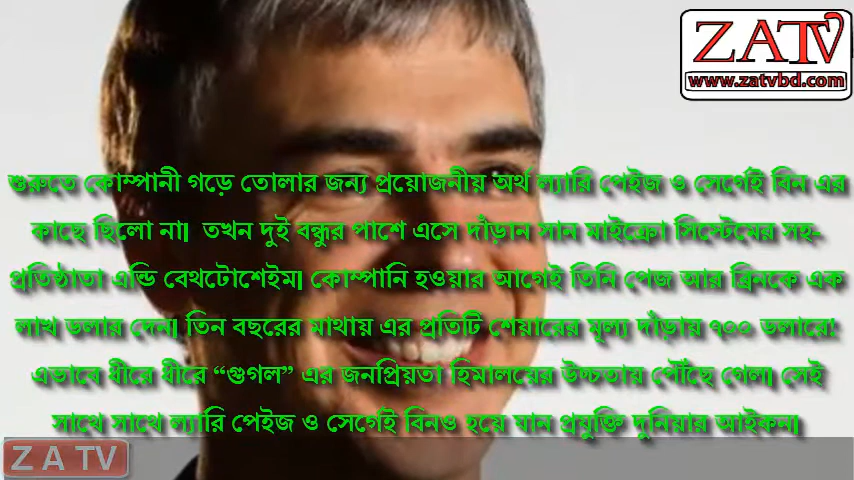 ZATV
www.zatvbd.com
শুরুতে কোম্পানী গড়ে তোলার জন্য প্রয়োজনীয় অর্থ ল্যারি পেইজ ও সের্গেই বিন এর
কাছে ছিলো না। তখন দুই বন্ধুর পাশে এসে দাঁড়ান সান মাইক্রো সিস্টেমের সহ-
প্রতিষ্ঠাতা এন্ডি বেথটোশেইম। কোম্পানি হওয়ার আগেই তিনি পেজ আর ব্রিনকে এক
লাখ ডলার দেন। তিন বছরের মাথায় এর প্রতিটি শেয়ারের মূল্য দাঁড়ায় ৭০০ ডলারে!
এভাবে ধীরে ধীরে “গুগল” এর জনপ্রিয়তা হিমালয়ের উচ্চতায় পৌঁছে গেল। সেই
সাথে সাথে ল্যারি পেইজ ও সের্গেই বিনও হয়ে যান প্রযুক্তি দুনিয়ার আইকন।
Z A TV